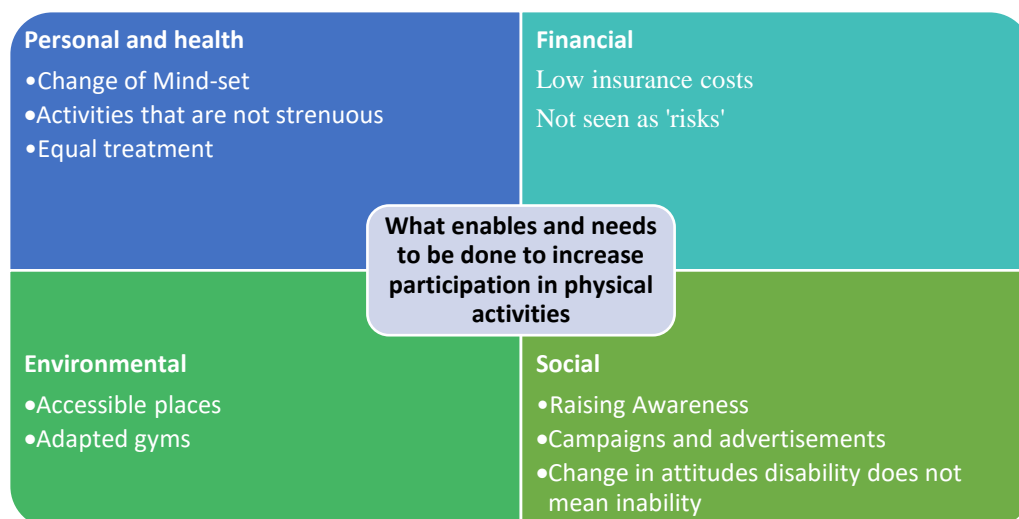 Personal and health
•Change of Mind-set
•Activities that are not strenuous
•Equal treatment
Financial
Low insurance costs
Not seen as 'risks'
What enables and needs
to be done to increase
participation in physical
activities
Environmental
•Accessible places
•Adapted gyms
Social
•Raising Awareness
•Campaigns and advertisements
•Change in attitudes disability does not
mean inability